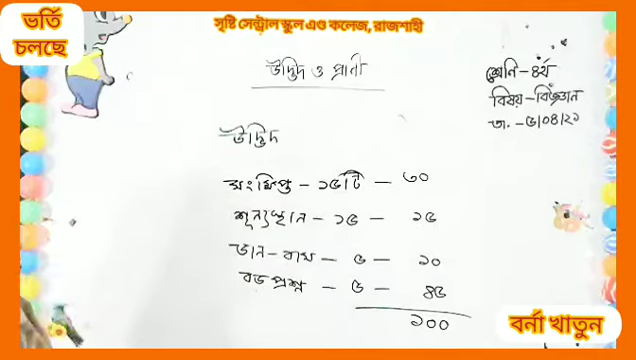 ভর্তি
চলছে
সৃষ্টি সেন্ট্রাল স্কুল এণ্ড কলেজ, রাজশাহী
উদ্ভিদ ও প্রাণী
শ্রেনি-৪র্থ
বিষয়-বিজ্ঞান
তা.-৫/০৪/২১
উদ্ভিদ
সংক্ষিপ্ত - ১৫টি - ৩০
শূন্যস্থান - ১৫ - ১৫
ডান-বাম - ৫ - ১০
বড প্রশ্ন - ৫ - ৪৫
১০০
বর্না খাতুন